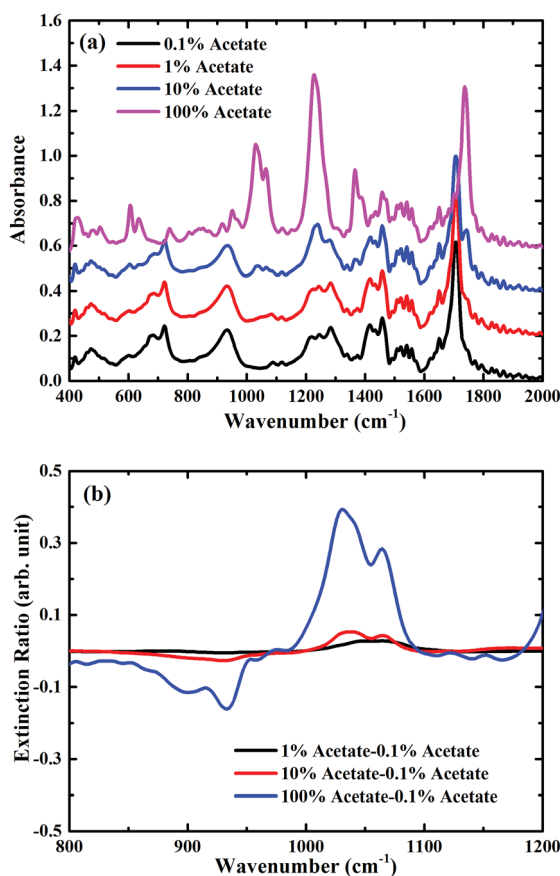 (a)
0.1% Acetate
1% Acetate
10% Acetate
100% Acetate
Absorbance
1.6
1.4
1.2
1.0
0.8
0.6
0.4
0.2
0.0
400 600 800 1000 1200 1400 1600 1800 2000
Wavenumber (cm-1)
(b)
Extinction Ratio (arb. unit)
0.5
0.3
0.1
-0.1
-0.3
-0.5
1% Acetate-0.1% Acetate
10% Acetate-0.1% Acetate
100% Acetate-0.1% Acetate
800 900 1000 1100 1200
Wavenumber (cm-1)